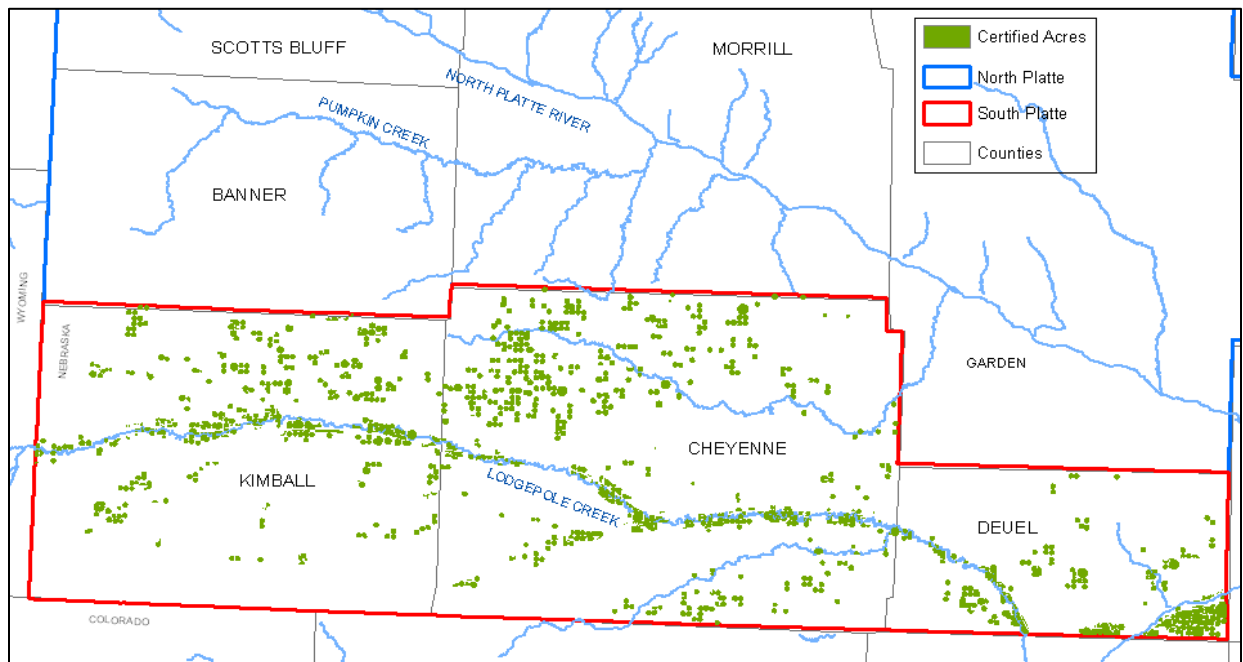 SCOTTS BLUFF
MORRILL
Certified Acres
North Platte
South Platte
Counties
NORTH PLATTE RIVER
PUMPKIN CREEK
BANNER
WYOMING
NEBRASKA
GARDEN
CHEYENNE
KIMBALL
LODGEPOLE CREEK
DEUEL
COLORADO